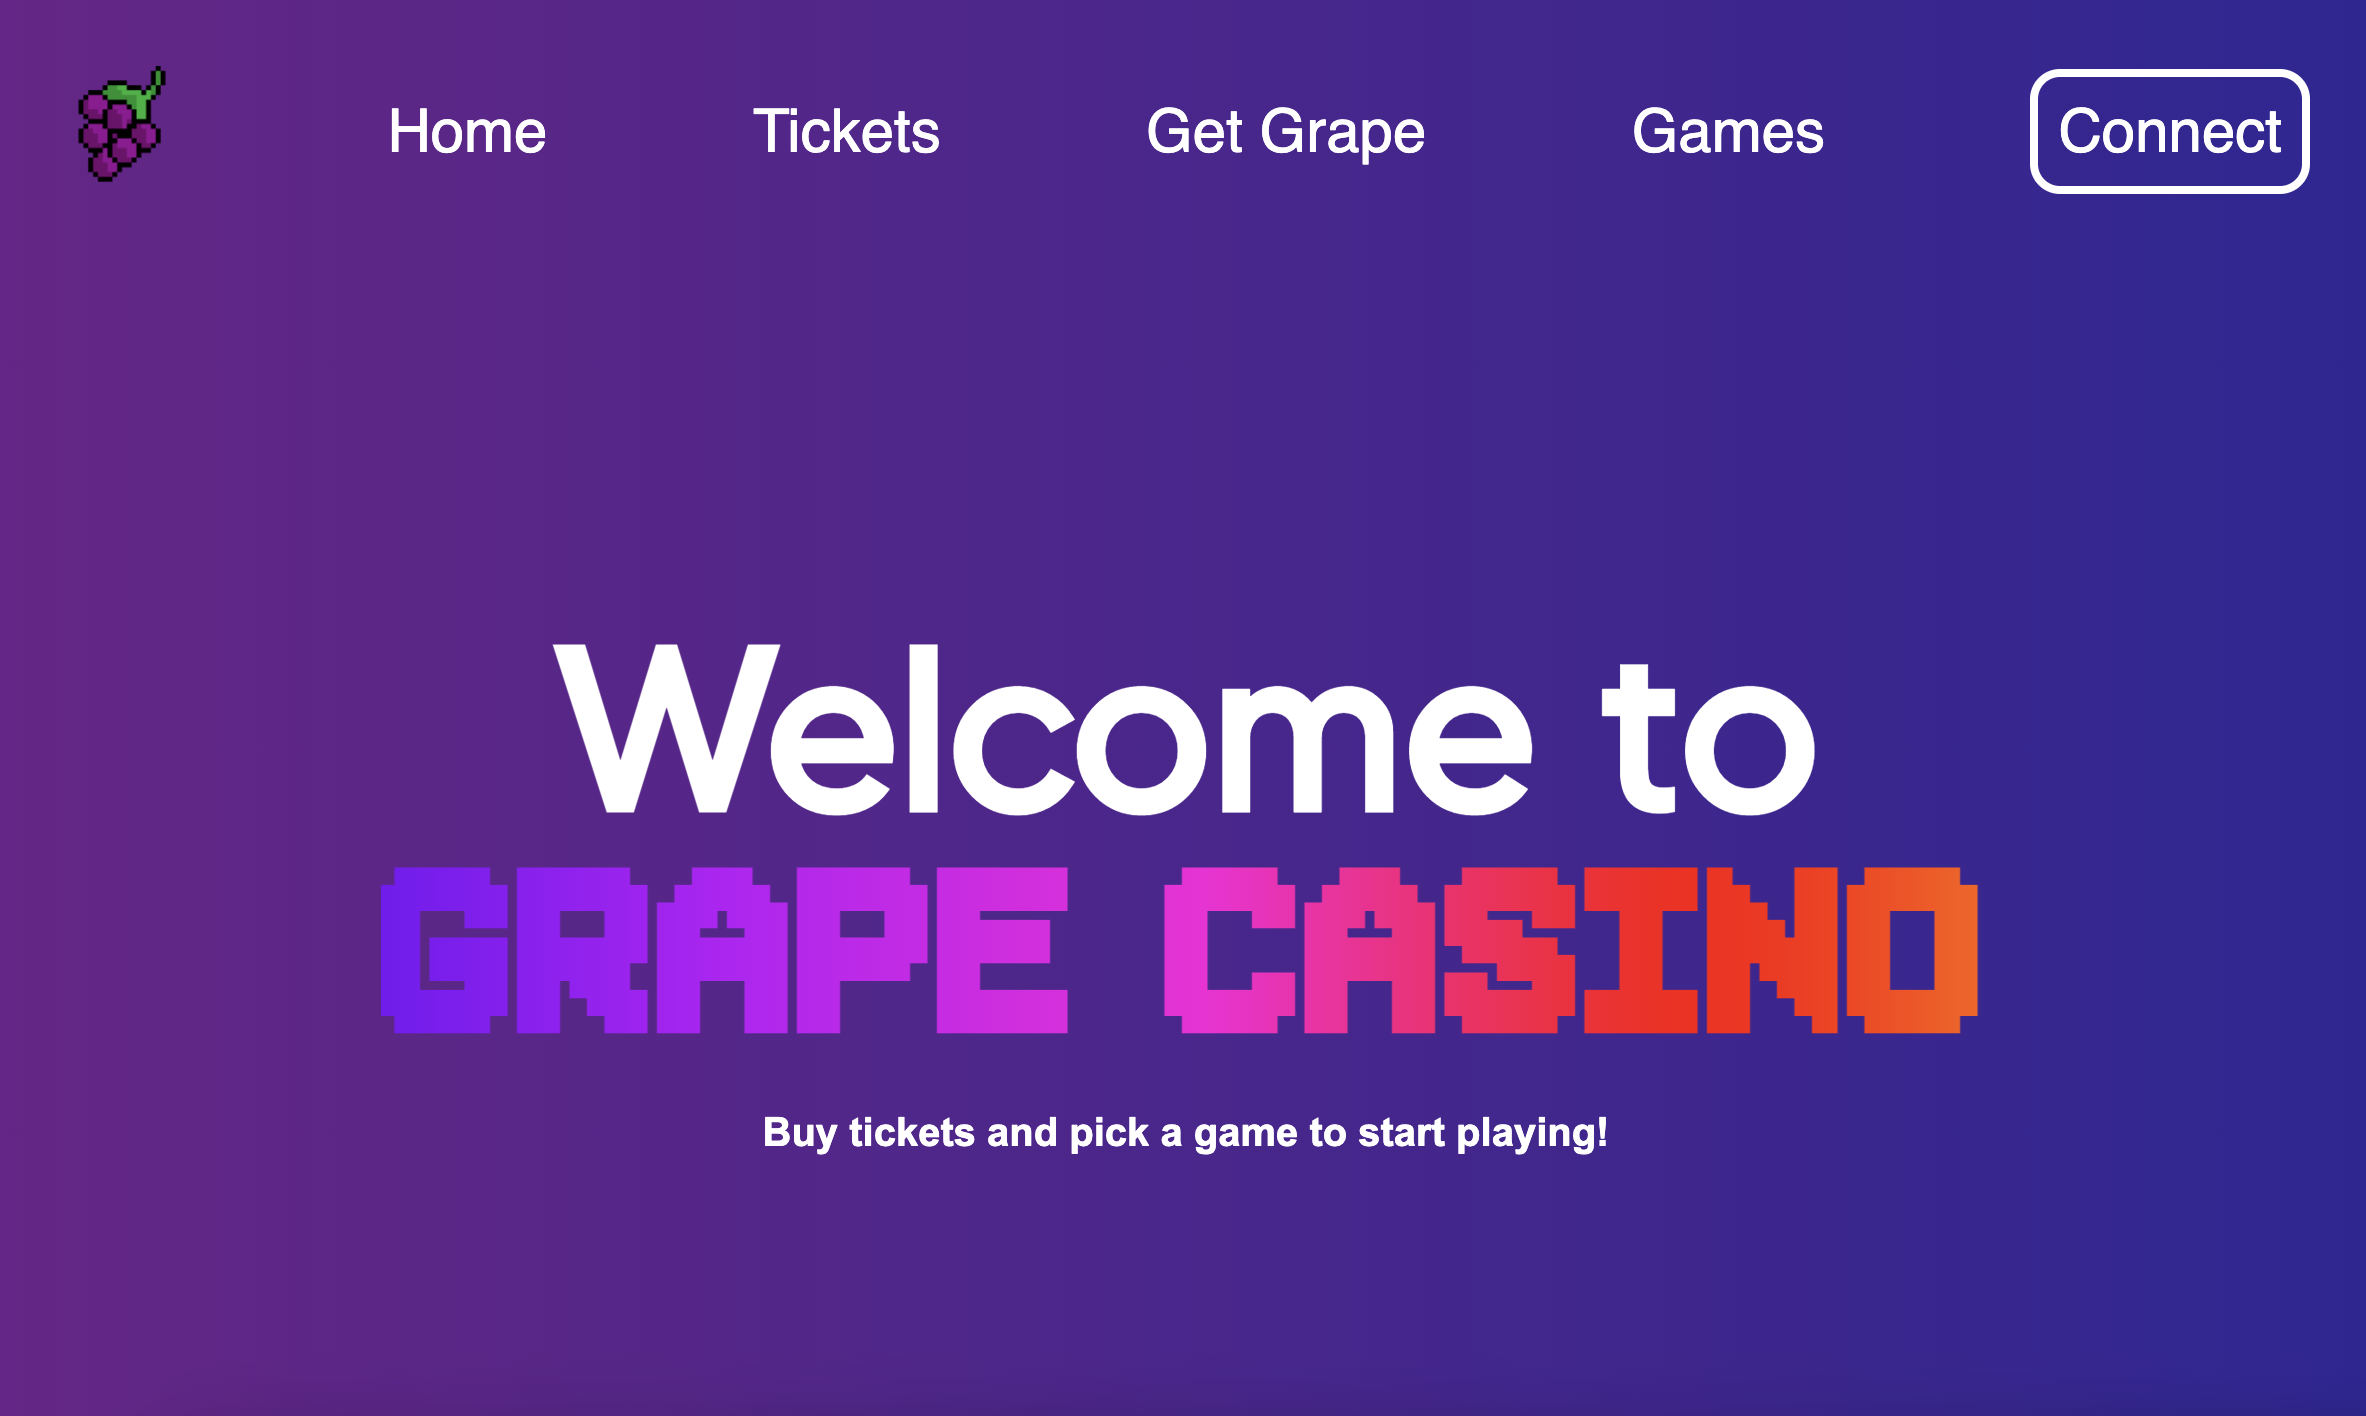 Home Tickets Get Grape Games Connect
Welcome to
GRAPE CASINO
Buy tickets and pick a game to start playing!